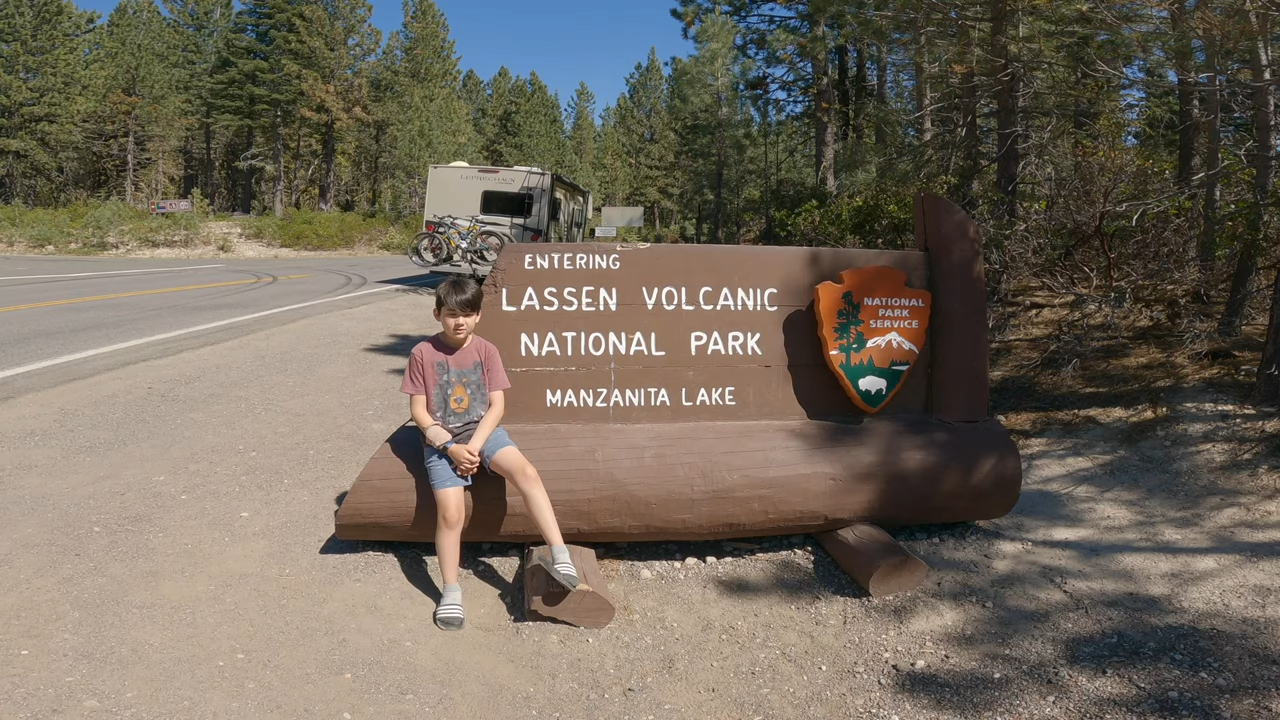 LEPRECHAUN
ENTERING
LASSEN VOLCANIC
NATIONAL PARK
MANZANITA LAKE
NATIONAL
PARK
SERVICE